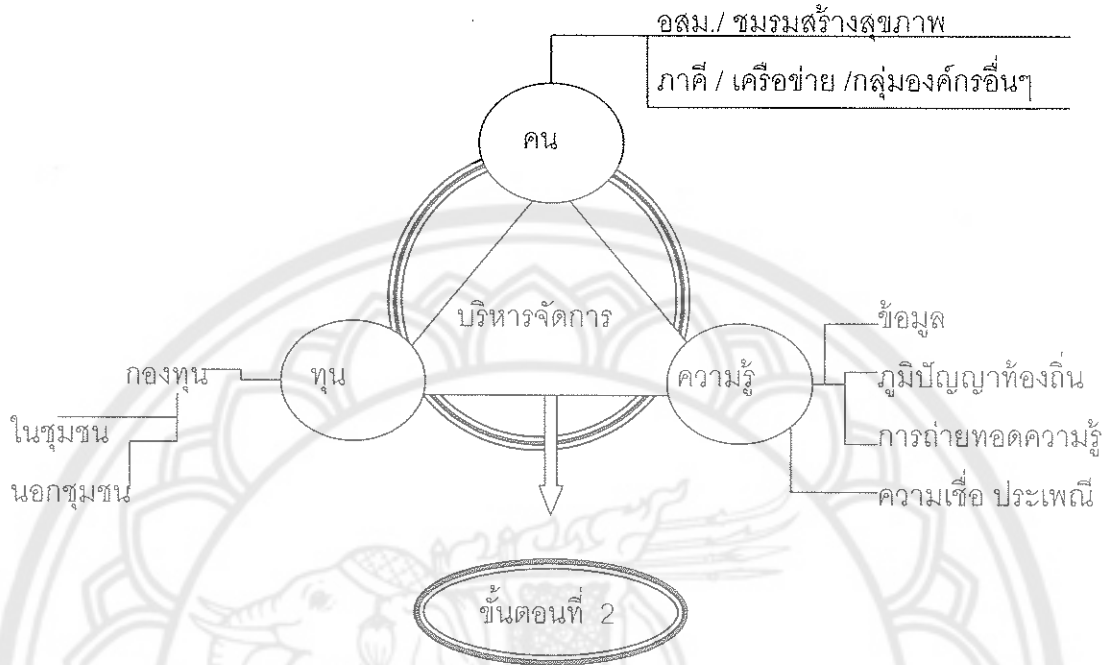 อสม./ ชมรมสร้างสุขภาพ
ภาคี / เครือข่าย /กลุ่มองค์กรอื่นๆ
คน
บริหารจัดการ
ทุน
กองทุน
ในชุมชน
นอกชุมชน
ความรู้
ข้อมูล
ภูมิปัญญาท้องถิ่น
การถ่ายทอดความรู้
ความเชื่อ ประเพณี
ขั้นตอนที่ 2